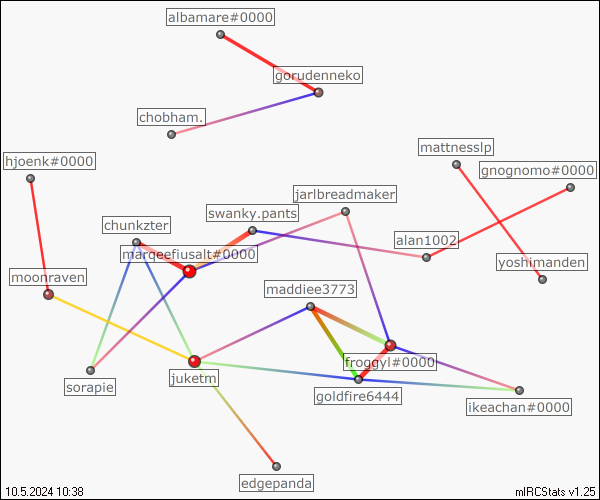 albamare#0000
gorudenneko
chobham.
mattnesslp
hjoenk#0000
gnognomo#0000
jarlbreadmaker
swanky.pants
chunkzter
alan1002
marqeefiusalt#0000
yoshimanden
moonraven
maddiee3773
froggyl#0000
juketm
sorapie
goldfire6444
ikeachan#0000
edgepanda
10.5.2024 10:38
mIRCStats v1.25